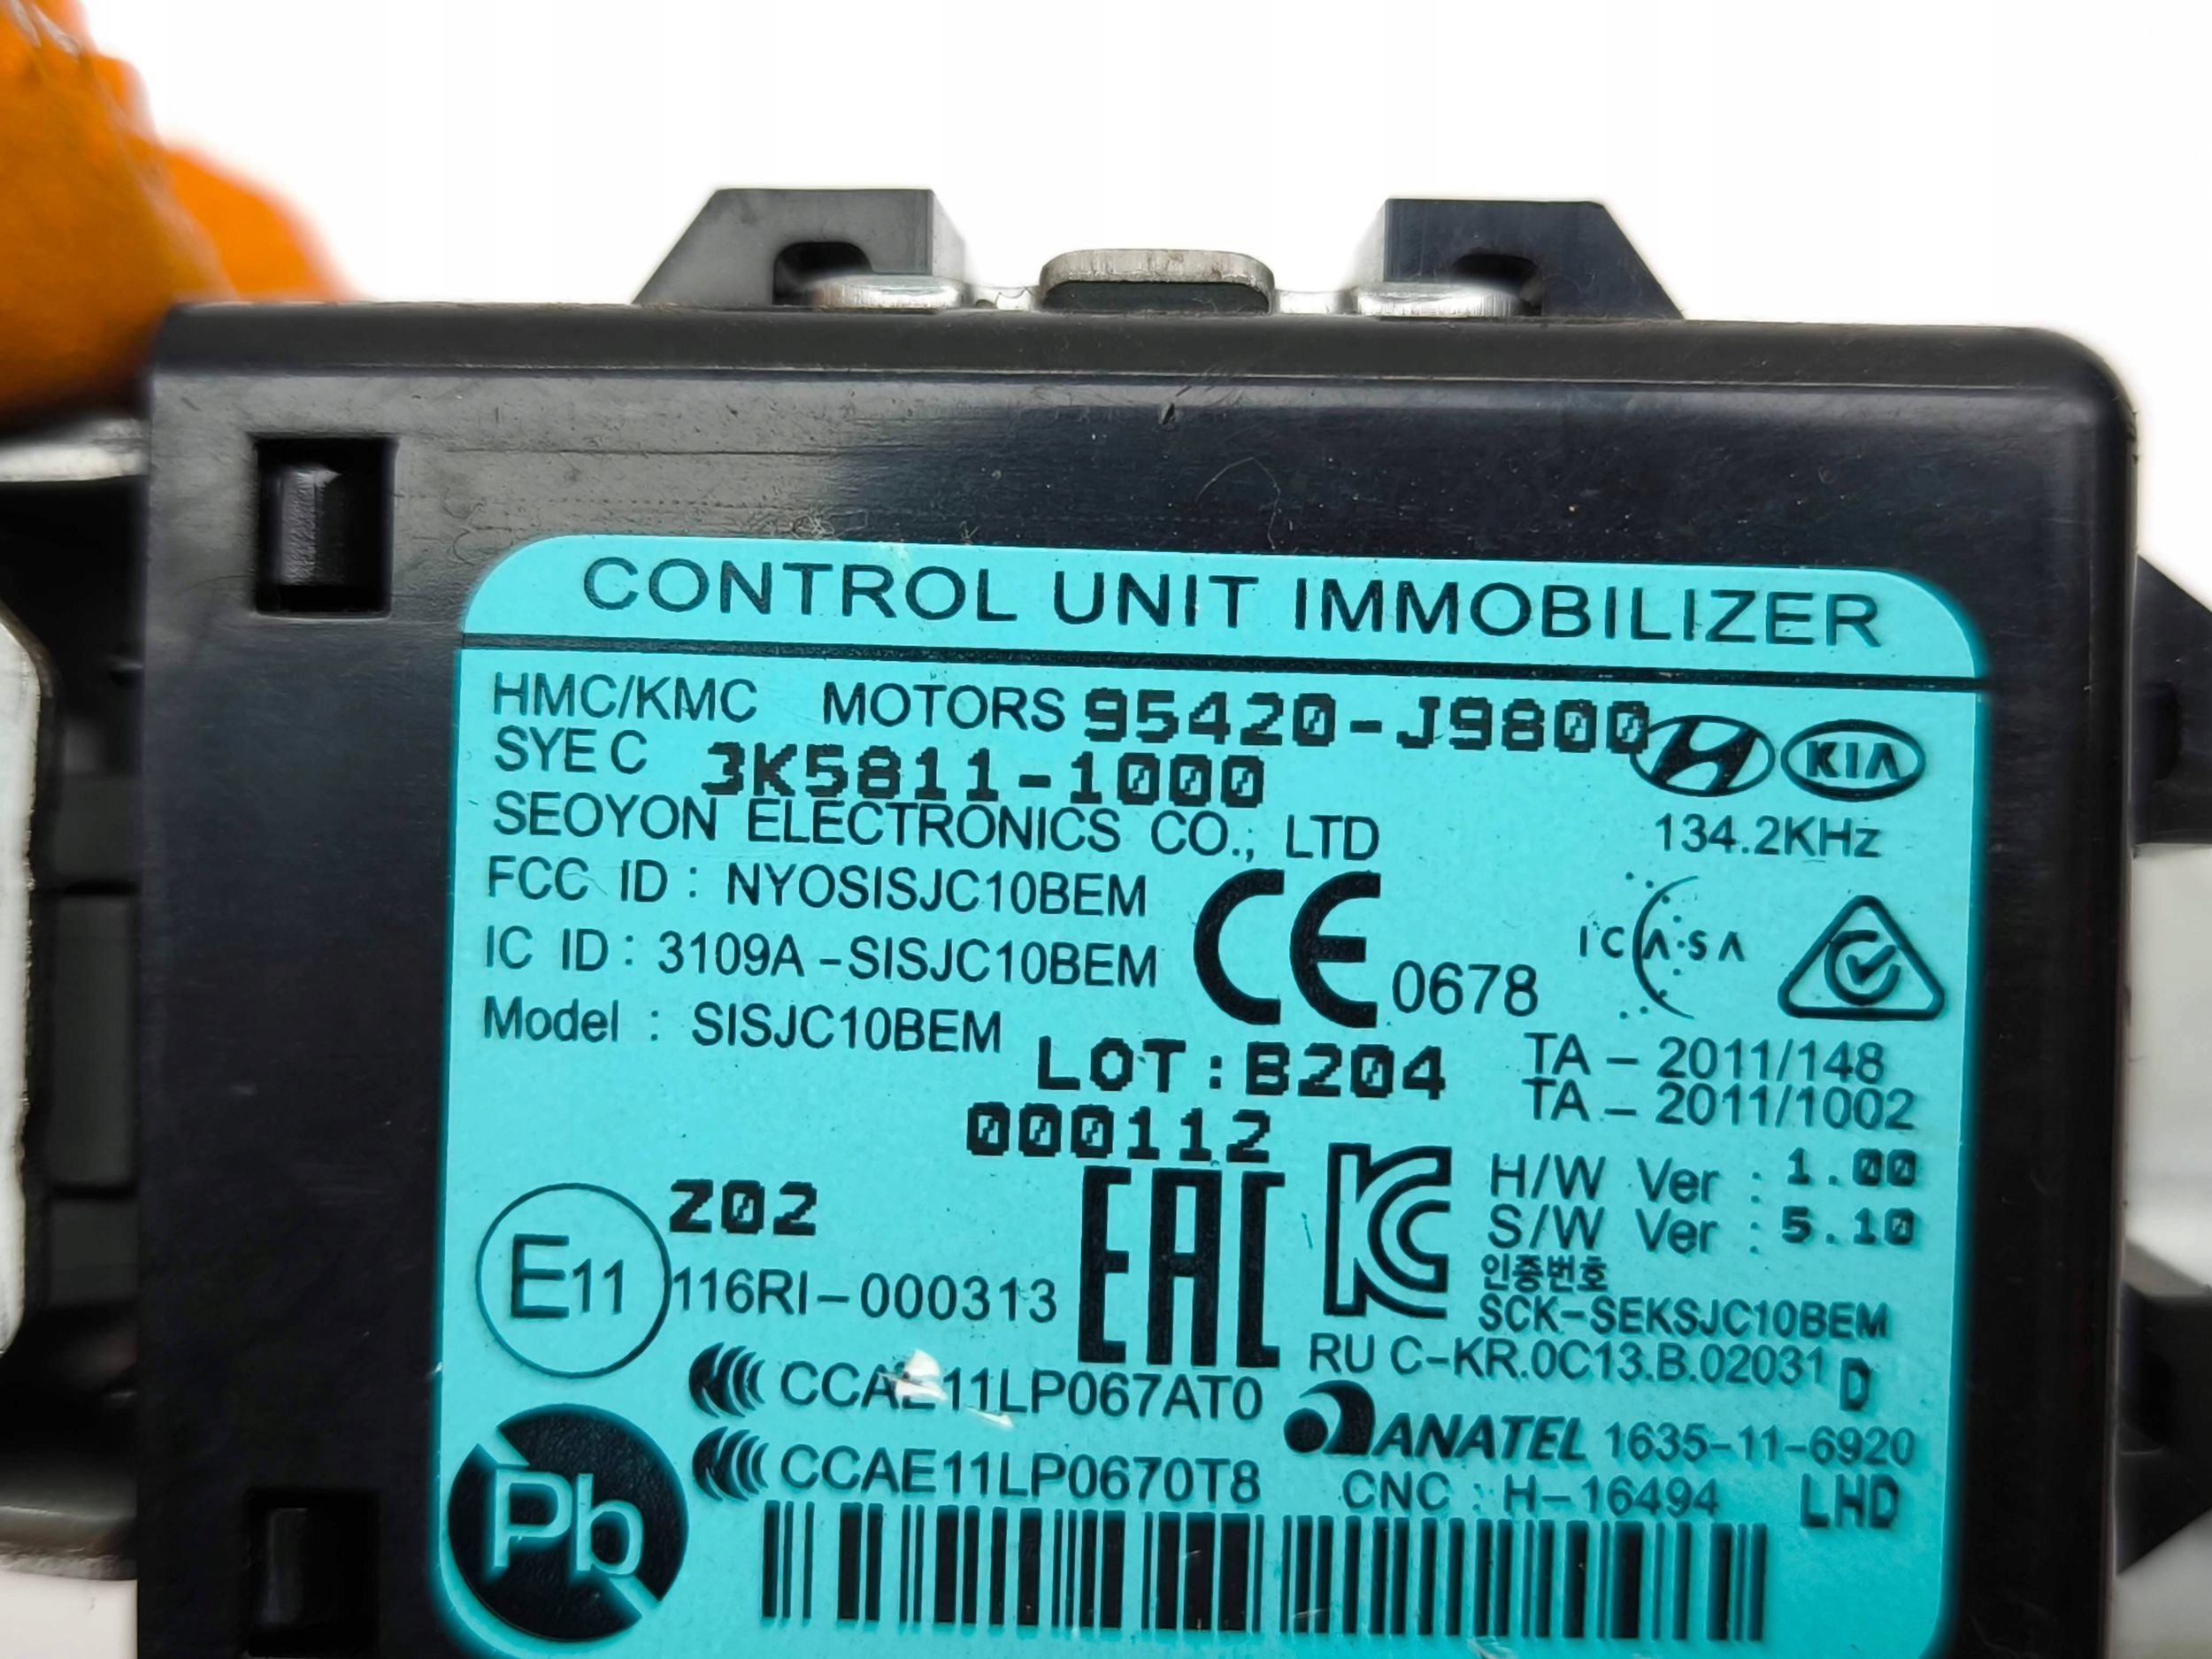 CONTROL UNIT IMMOBILIZER
HMC/KMC MOTORS 95420-J9800
KIA
SYEC 3K5811-1000
134.2KHz
SEOYON ELECTRONICS CO., LTD
FCC ID : NYOSISJC10BEM
IC ID : 3109A-SISJC10BEM
CE 0678
ICASA
Model : SISJC10BEM
TA - 2011/148
TA - 2011/1002
LOT:B204
000112
Z02
H/W Ver : 1.00
S/W Ver : 5.10
E11
116RI-000313
EAC
KC
인증번호
SCK-SEKSJC10BEM
RU C-KR.0C13.B.02031
D
CCAE11LP067AT0
ANATEL 1635-11-6920
CCAE11LP0670T8
CNC : H-16494 LHD
Pb